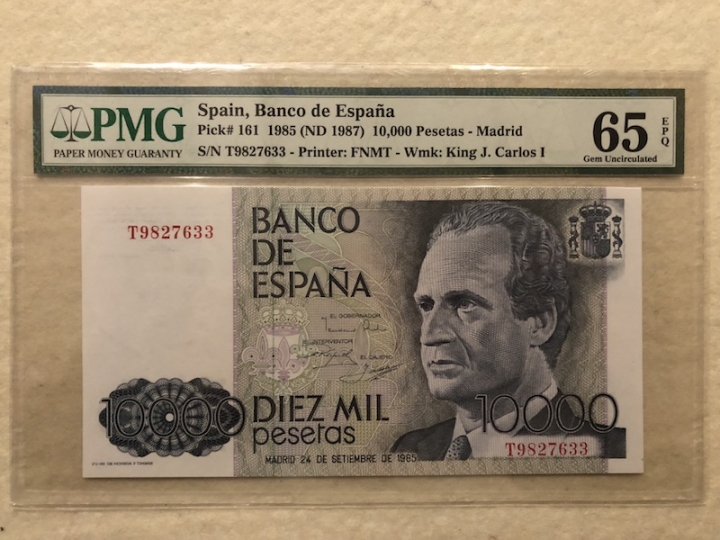 PMG
PAPER MONEY GUARANTY
Spain, Banco de España
Pick# 161 1985 (ND 1987) 10,000 Pesetas - Madrid
S/N T9827633 - Printer: FNMT - Wmk: King J. Carlos I
65
EPQ
Gem Uncirculated
T9827633
BANCO
DE
ESPAÑA
EL GOBERNADOR
EL INTERVENTOR
EL CAJERO
10.000
DIEZ MIL
pesetas
10000
T9827633
MADRID 24 DE SETIEMBRE DE 1985